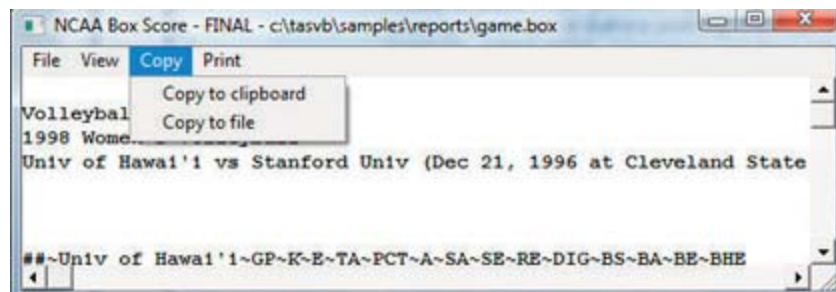 NCAA Box Score - FINAL - c:\tasvb\samples\reports\game.box
File View Copy Print
Copy to clipboard
Copy to file
Volleybal
1998 Wome
Univ of Hawai'i vs Stanford Univ (Dec 21, 1996 at Cleveland State
##~Univ of Hawai'i~GP~K~E~TA~PCT~A~SA~SE~RE~DIG~BS~BA~BE~BHE